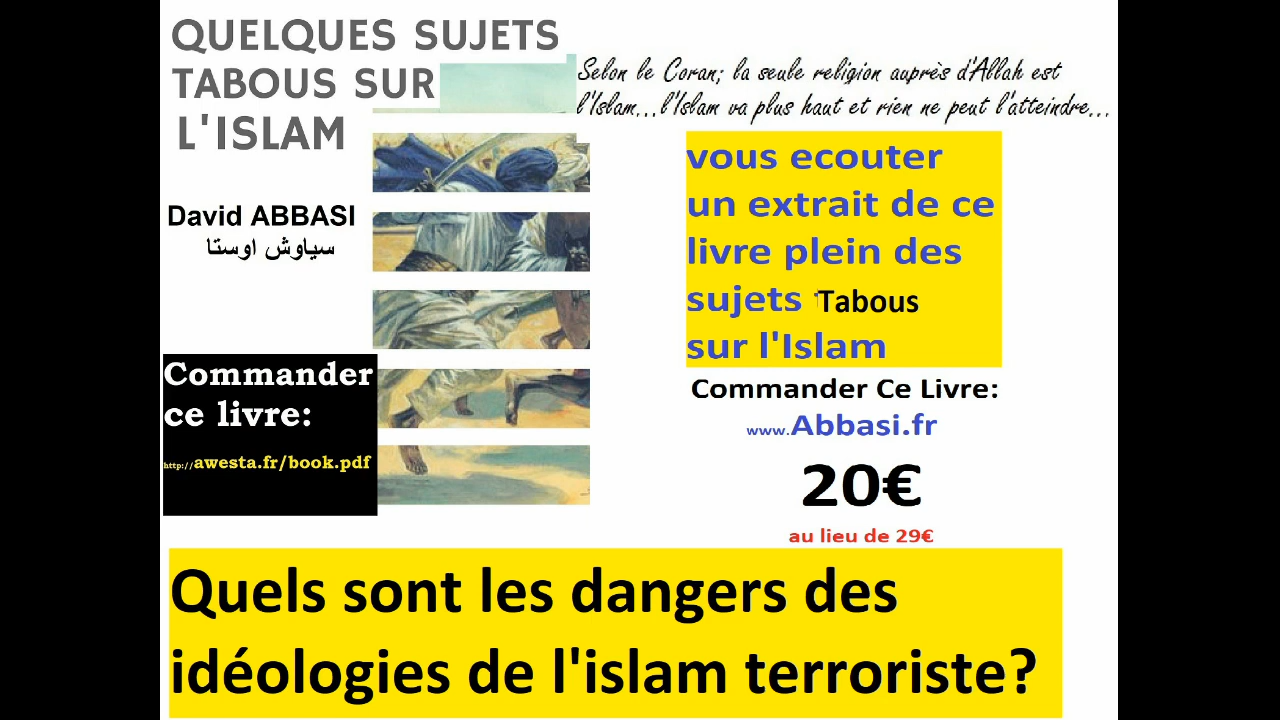 QUELQUES SUJETS
TABOUS SUR
L'ISLAM
Selon le Coran; la seule religion auprès d'Allah est
l'Islam...l'Islam va plus haut et rien ne peut l'atteindre...
David ABBASI
سیاوش اوستا
vous ecouter
un extrait de ce
livre plein des
sujets Tabous
sur l'Islam
Commander
ce livre:
http://awesta.fr/book.pdf
Commander Ce Livre:
www.Abbasi.fr
20€
au lieu de 29€
Quels sont les dangers des
idéologies de l'islam terroriste?